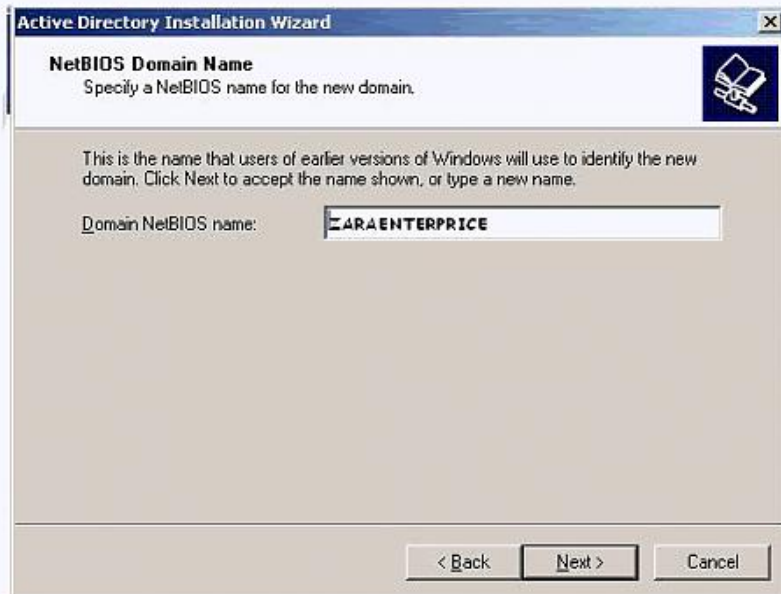 Active Directory Installation Wizard
NetBIOS Domain Name
Specify a NetBIOS name for the new domain.
This is the name that users of earlier versions of Windows will use to identify the new
domain. Click Next to accept the name shown, or type a new name.
Domain NetBIOS name: ZARAENTERPRICE
< Back Next > Cancel